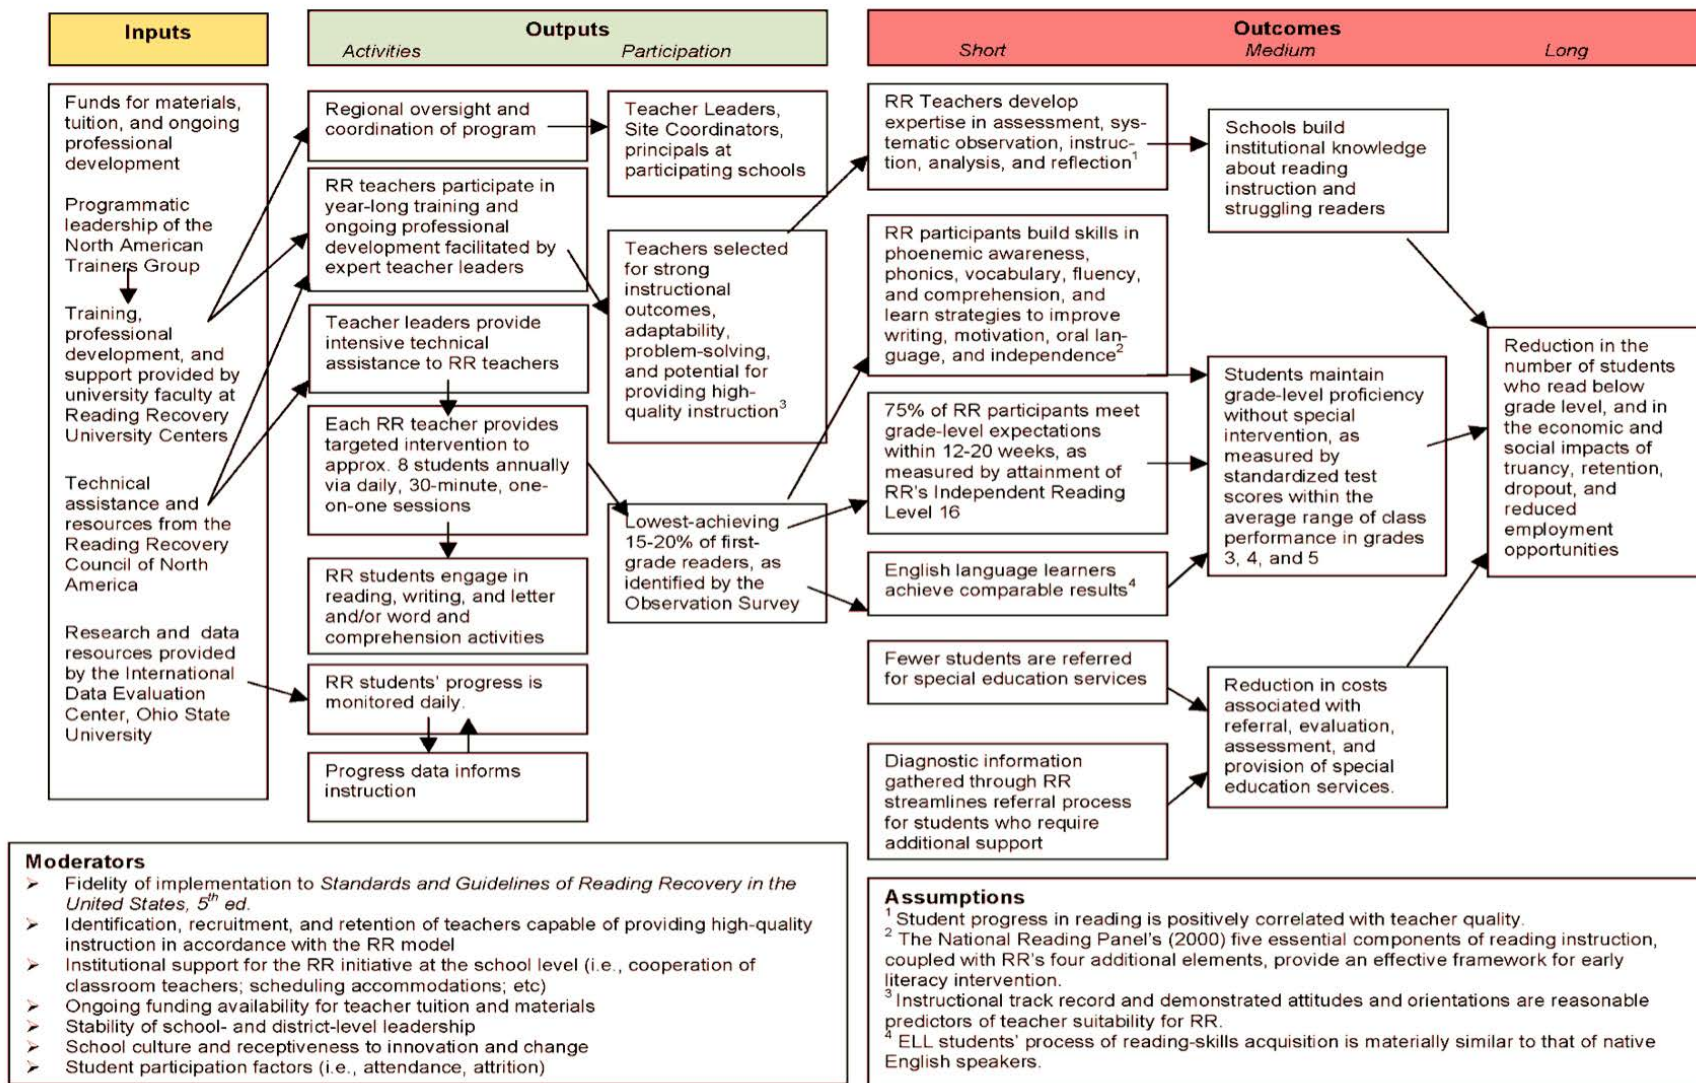 Inputs
Outputs
Activities
Participation
Outcomes
Short
Medium
Long
Funds for materials,
tuition, and ongoing
professional
development
Programmatic
leadership of the
North American
Trainers Group
Training,
professional
development, and
support provided by
university faculty at
Reading Recovery
University Centers
Technical
assistance and
resources from the
Reading Recovery
Council of North
America
Research and data
resources provided
by the International
Data Evaluation
Center, Ohio State
University
Regional oversight and
coordination of program
RR teachers participate in
year-long training and
ongoing professional
development facilitated by
expert teacher leaders
Teacher leaders provide
intensive technical
assistance to RR teachers
Each RR teacher provides
targeted intervention to
approx. 8 students annually
via daily, 30-minute, one-
on-one sessions
RR students engage in
reading, writing, and letter
and/or word and
comprehension activities
RR students' progress is
monitored daily.
Progress data informs
instruction
Teacher Leaders,
Site Coordinators,
principals at
participating schools
Teachers selected
for strong
instructional
outcomes,
adaptability,
problem-solving,
and potential for
providing high-
quality instruction³
Lowest-achieving
15-20% of first-
grade readers, as
identified by the
Observation Survey
RR Teachers develop
expertise in assessment, sys-
tematic observation, instruc-
tion, analysis, and reflection¹
RR participants build skills in
phoenemic awareness,
phonics, vocabulary, fluency,
and comprehension, and
learn strategies to improve
writing, motivation, oral lan-
guage, and independence²
75% of RR participants meet
grade-level expectations
within 12-20 weeks, as
measured by attainment of
RR's Independent Reading
Level 16
English language learners
achieve comparable results⁴
Fewer students are referred
for special education services
Diagnostic information
gathered through RR
streamlines referral process
for students who require
additional support
Schools build
institutional knowledge
about reading
instruction and
struggling readers
Students maintain
grade-level proficiency
without special
intervention, as
measured by
standardized test
scores within the
average range of class
performance in grades
3, 4, and 5
Reduction in costs
associated with
referral, evaluation,
assessment, and
provision of special
education services.
Reduction in the
number of students
who read below
grade level, and in
the economic and
social impacts of
truancy, retention,
dropout, and
reduced
employment
opportunities
Moderators
➢ Fidelity of implementation to Standards and Guidelines of Reading Recovery in the
United States, 5th ed.
➢ Identification, recruitment, and retention of teachers capable of providing high-quality
instruction in accordance with the RR model
➢ Institutional support for the RR initiative at the school level (i.e., cooperation of
classroom teachers; scheduling accommodations; etc)
➢ Ongoing funding availability for teacher tuition and materials
➢ Stability of school- and district-level leadership
➢ School culture and receptiveness to innovation and change
➢ Student participation factors (i.e., attendance, attrition)
Assumptions
¹ Student progress in reading is positively correlated with teacher quality.
² The National Reading Panel's (2000) five essential components of reading instruction,
coupled with RR's four additional elements, provide an effective framework for early
literacy intervention.
³ Instructional track record and demonstrated attitudes and orientations are reasonable
predictors of teacher suitability for RR.
⁴ ELL students' process of reading-skills acquisition is materially similar to that of native
English speakers.